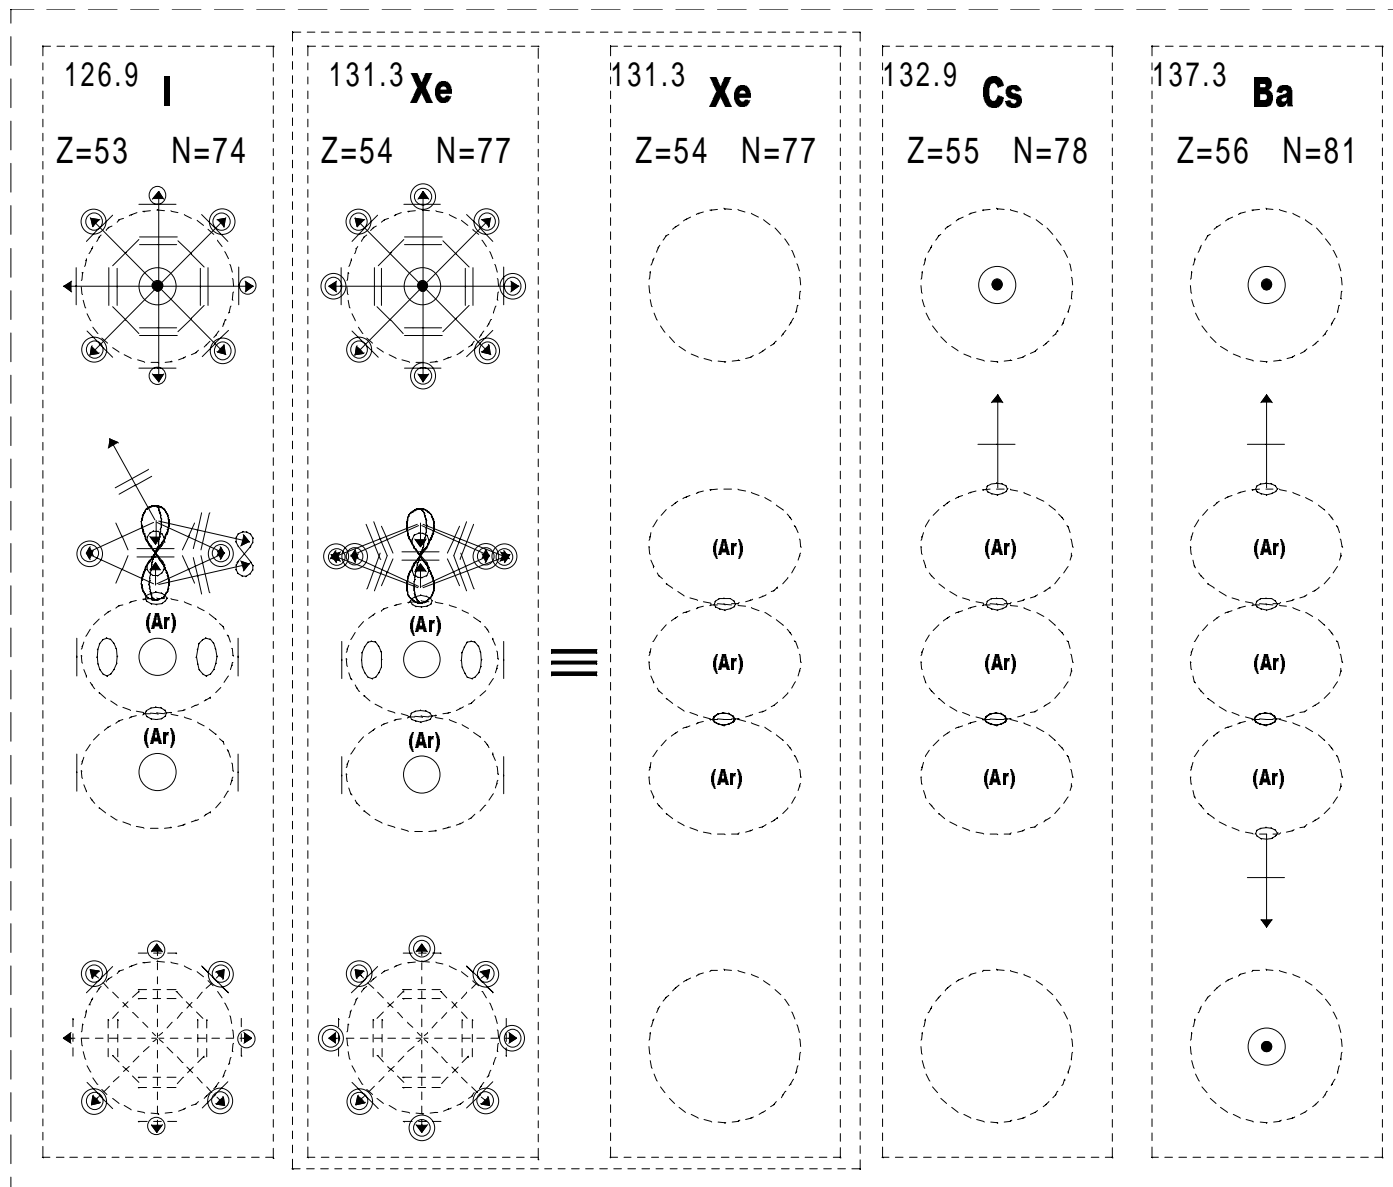 126.9 I
Z=53 N=74
(Ar)
(Ar)
131.3 Xe
Z=54 N=77
(Ar)
(Ar)
131.3 Xe
Z=54 N=77
(Ar)
(Ar)
(Ar)
132.9 Cs
Z=55 N=78
(Ar)
(Ar)
(Ar)
137.3 Ba
Z=56 N=81
(Ar)
(Ar)
(Ar)